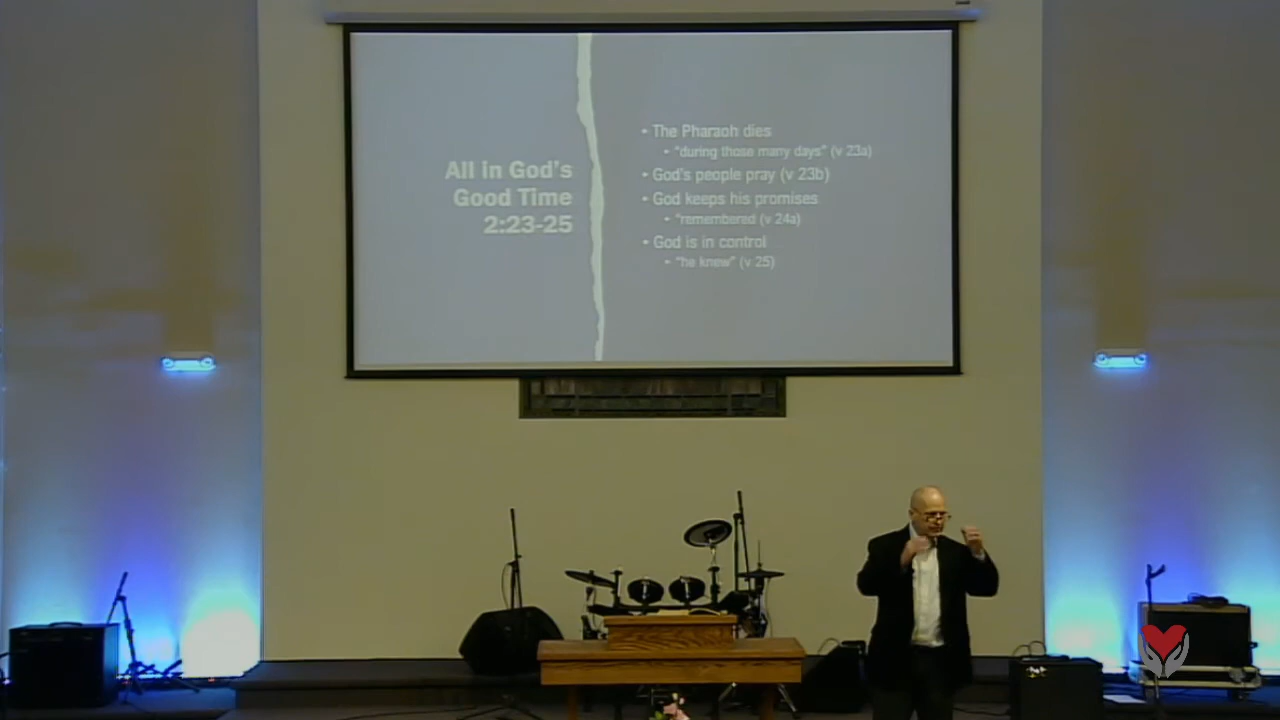 All in God's
Good Time
2:23-25
• The Pharaoh dies
• "during those many days" (v 23a)
• God's people pray (v 23b)
• God keeps his promises
• "remembered (v 24a)
• God is in control
• "he knew" (v 25)